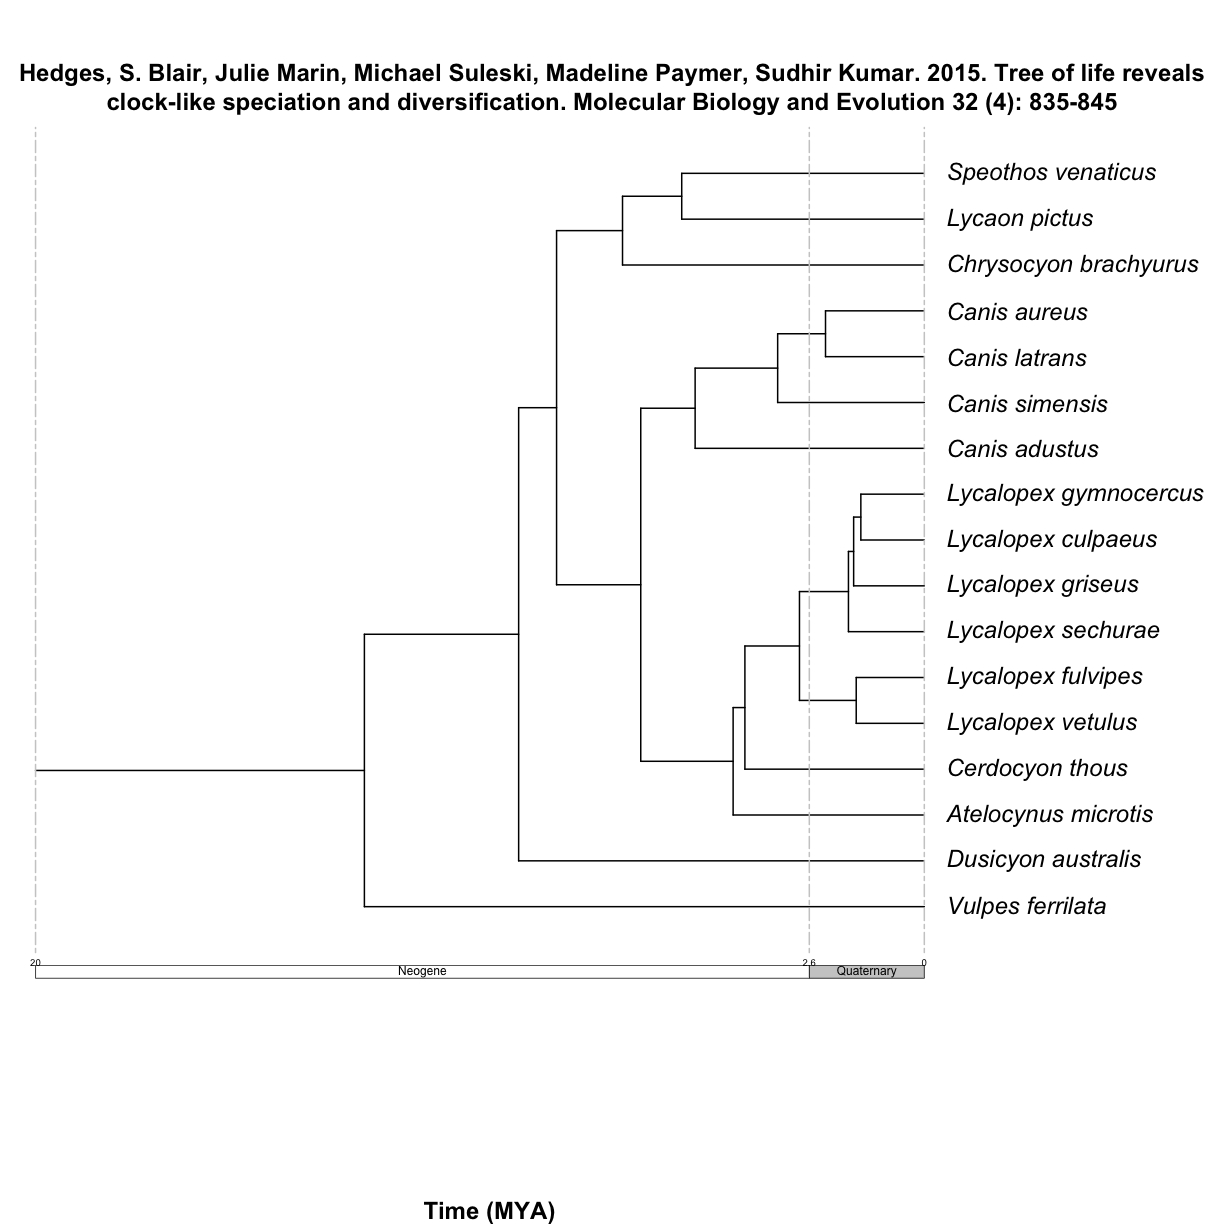 Hedges, S. Blair, Julie Marin, Michael Suleski, Madeline Paymer, Sudhir Kumar. 2015. Tree of life reveals
clock-like speciation and diversification. Molecular Biology and Evolution 32 (4): 835-845
Speothos venaticus
Lycaon pictus
Chrysocyon brachyurus
Canis aureus
Canis latrans
Canis simensis
Canis adustus
Lycalopex gymnocercus
Lycalopex culpaeus
Lycalopex griseus
Lycalopex sechurae
Lycalopex fulvipes
Lycalopex vetulus
Cerdocyon thous
Atelocynus microtis
Dusicyon australis
Vulpes ferrilata
20 2.6 0
Neogene Quaternary
Time (MYA)